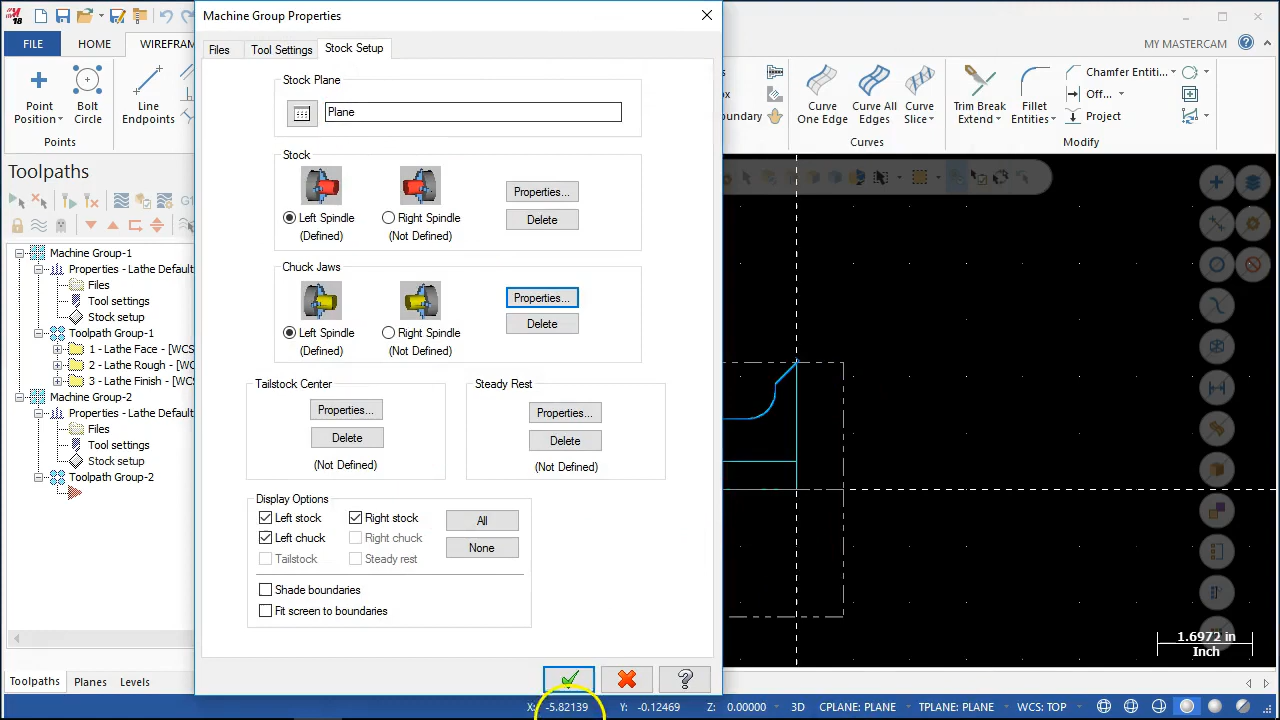 18
Machine Group Properties
FILE
HOME
WIREFRA
MY MASTERCAM
Files
Tool Settings
Stock Setup
Point
Position
Bolt
Circle
Line
Endpoints
Points
Curve
One Edge
Curve All
Edges
Curve
Slice
Curves
Trim Break
Extend
Fillet
Entities
Chamfer Entiti...
Off...
Project
Modify
oundary
Toolpaths
G1
Machine Group-1
Properties - Lathe Default
Files
Tool settings
Stock setup
Toolpath Group-1
1 - Lathe Face - [WCS
2 - Lathe Rough - [WCS
3 - Lathe Finish - [WCS
Machine Group-2
Properties - Lathe Default
Files
Tool settings
Stock setup
Toolpath Group-2
Stock Plane
Plane
Stock
Left Spindle
(Defined)
Right Spindle
(Not Defined)
Properties...
Delete
Chuck Jaws
Left Spindle
(Defined)
Right Spindle
(Not Defined)
Properties...
Delete
Tailstock Center
Properties...
Delete
(Not Defined)
Steady Rest
Properties...
Delete
(Not Defined)
Display Options
Left stock
Right stock
All
Left chuck
Right chuck
None
Tailstock
Steady rest
Shade boundaries
Fit screen to boundaries
1.6972 in
Inch
Toolpaths
Planes
Levels
X: -5.82139
Y: -0.12469
Z: 0.00000
3D
CPLANE: PLANE
TPLANE: PLANE
WCS: TOP